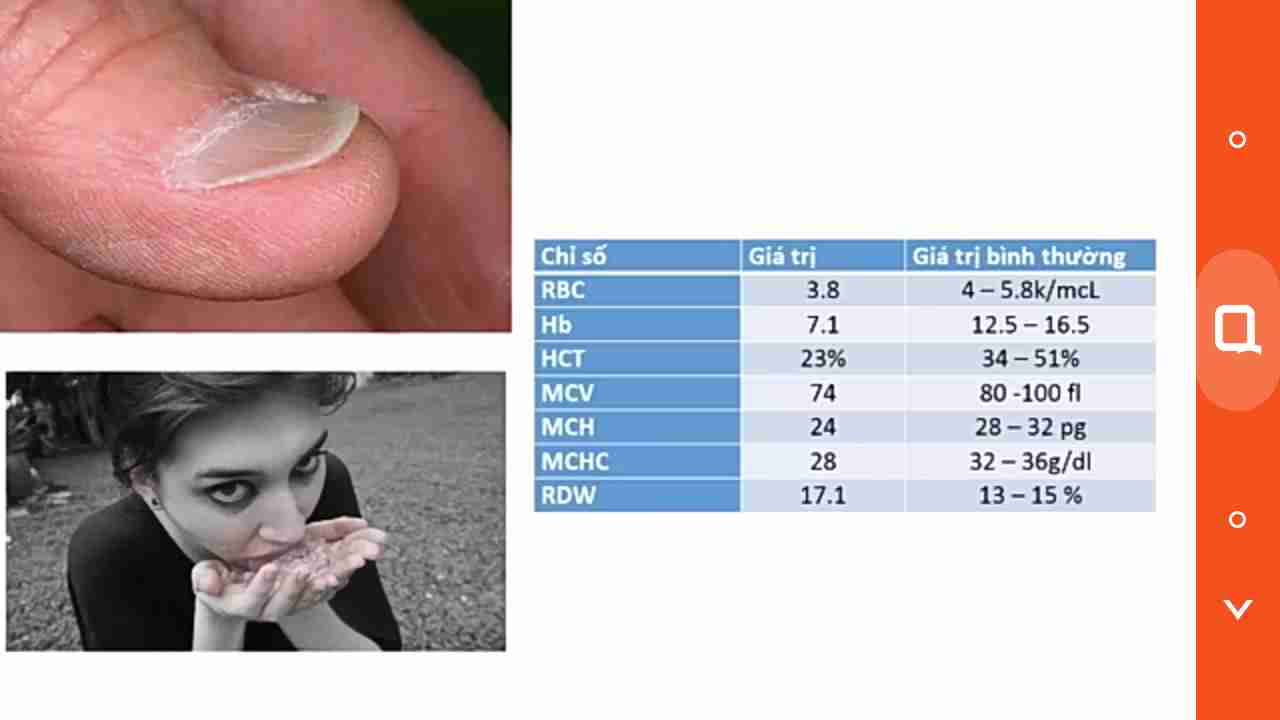 Chỉ số Giá trị Giá trị bình thường
RBC 3.8 4 – 5.8k/mcL
Hb 7.1 12.5 – 16.5
HCT 23% 34 – 51%
MCV 74 80 -100 fl
MCH 24 28 – 32 pg
MCHC 28 32 – 36g/dl
RDW 17.1 13 – 15 %